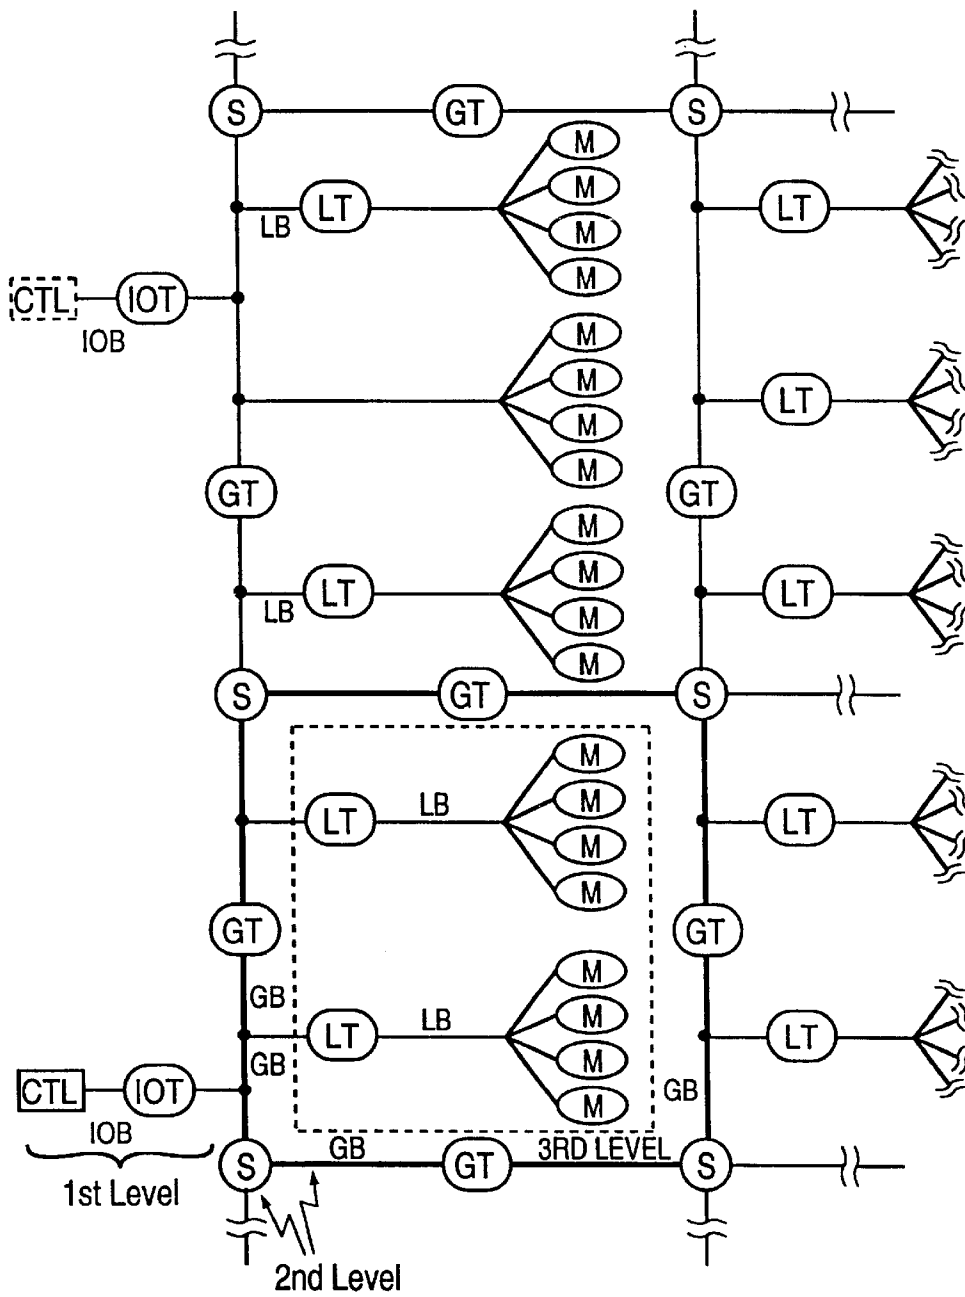 S GT S
M
M
LT LT
LB M
M
CTL IOT
IOB
M
M
LT
M
M
GT GT
M
M
LT LT
LB M
M
S GT S
M
LT LB M LT
M
M
GT GT
M
GB
M
LT LB LT
GB M
CTL IOT GB M
IOB
S GB GT 3RD LEVEL S
1st Level
2nd Level